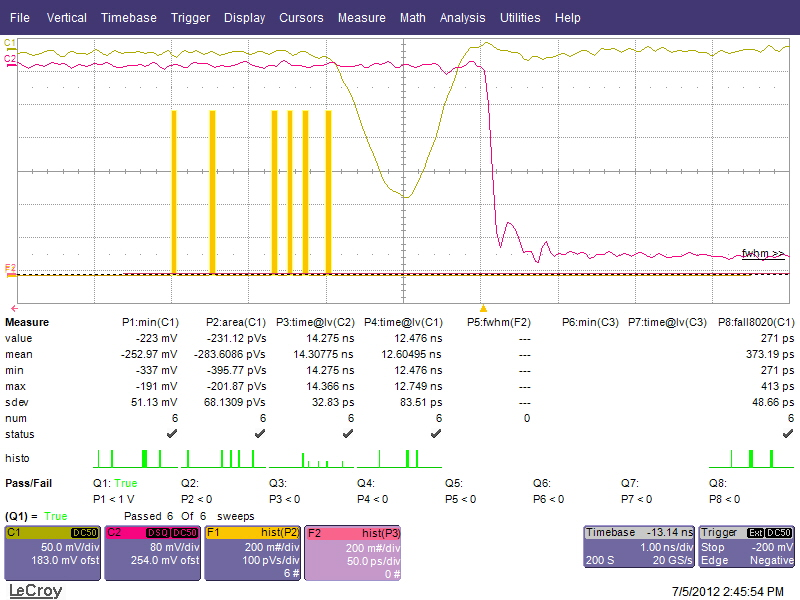 File Vertical Timebase Trigger Display Cursors Measure Math Analysis Utilities Help
C1
C2
fwhm >>
F2
Measure P1:min(C1) P2:area(C1) P3:time@lv(C2) P4:time@lv(C1) P5:fwhm(F2) P6:min(C3) P7:time@lv(C3) P8:fall8020(C1)
value -223 mV -231.12 pVs 14.275 ns 12.476 ns --- 271 ps
mean -252.97 mV -283.6086 pVs 14.30775 ns 12.60495 ns --- 373.19 ps
min -337 mV -395.77 pVs 14.275 ns 12.476 ns --- 271 ps
max -191 mV -201.87 pVs 14.366 ns 12.749 ns --- 413 ps
sdev 51.13 mV 68.1309 pVs 32.83 ps 83.51 ps --- 48.66 ps
num 6 6 6 6 0 6
status
histo
Pass/Fail Q1: True Q2: Q3: Q4: Q5: Q6: Q7: Q8:
P1 < 1 V P2 < 0 P3 < 0 P4 < 0 P5 < 0 P6 < 0 P7 < 0 P8 < 0
(Q1) = True Passed 6 Of 6 sweeps
C1 DC50 C2 DSQ DC50 F1 hist(P2) F2 hist(P3) Timebase -13.14 ns Trigger Ext DC50
50.0 mV/div 80 mV/div 200 m#/div 200 m#/div 1.00 ns/div Stop -200 mV
183.0 mV ofst 254.0 mV ofst 100 pVs/div 50.0 ps/div 200 S 20 GS/s Edge Negative
6 # 0 #
LeCroy 7/5/2012 2:45:54 PM